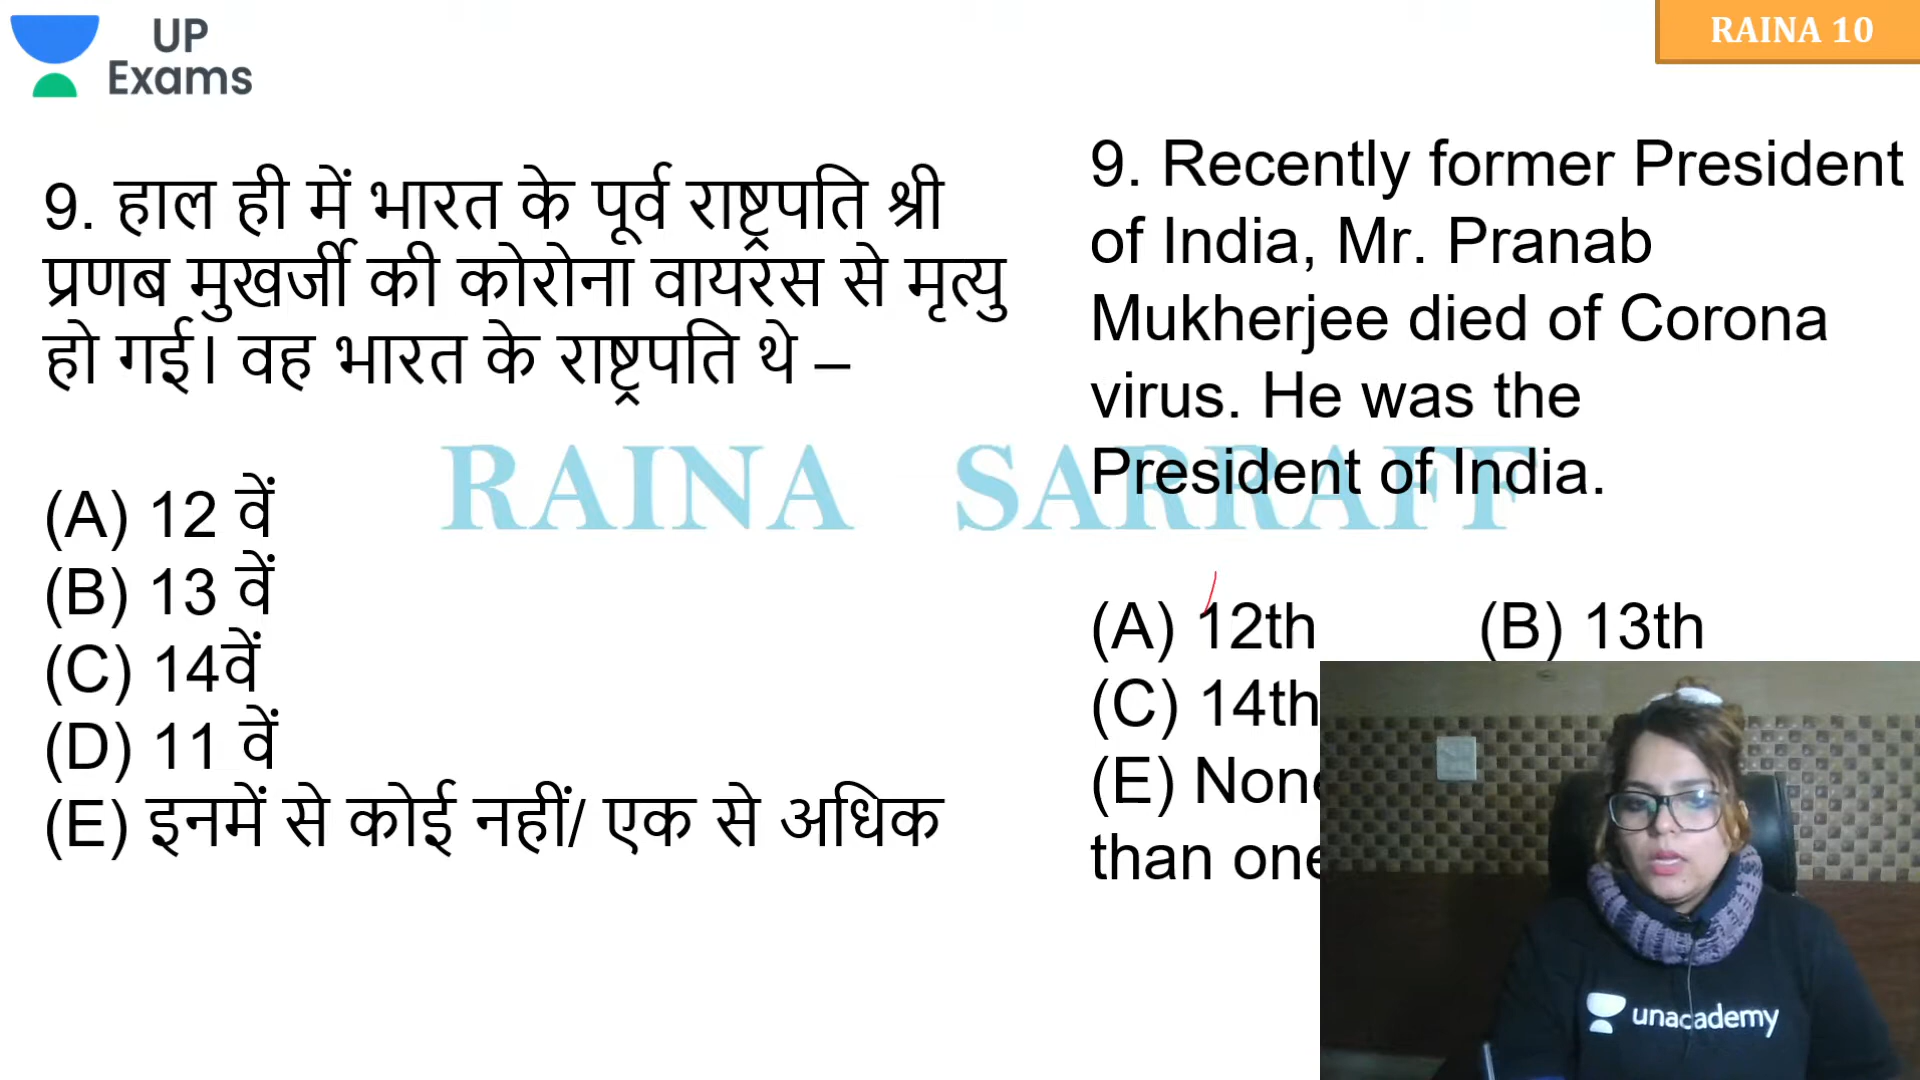 UP
Exams
RAINA 10
9. हाल ही में भारत के पूर्व राष्ट्रपति श्री
प्रणब मुखर्जी की कोरोना वायरस से मृत्यु
हो गई। वह भारत के राष्ट्रपति थे –
(A) 12 वें
(B) 13 वें
(C) 14वें
(D) 11 वें
(E) इनमें से कोई नहीं/ एक से अधिक
9. Recently former President
of India, Mr. Pranab
Mukherjee died of Corona
virus. He was the
President of India.
(A) 12th (B) 13th
(C) 14th
(E) None
than one
RAINA SARRAFF
unacademy